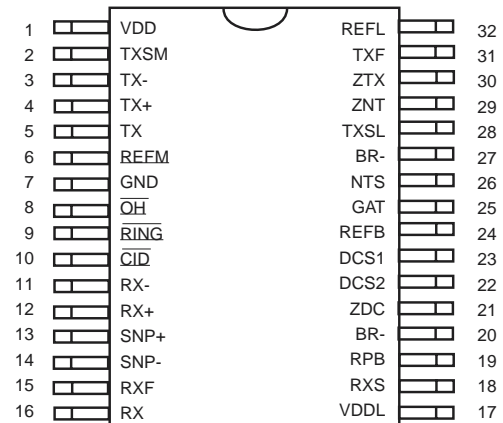 1 VDD REFL 32
2 TXSM TXF 31
3 TX- ZTX 30
4 TX+ ZNT 29
5 TX TXSL 28
6 REFM BR- 27
7 GND NTS 26
8 OH GAT 25
9 RING REFB 24
10 CID DCS1 23
11 RX- DCS2 22
12 RX+ ZDC 21
13 SNP+ BR- 20
14 SNP- RPB 19
15 RXF RXS 18
16 RX VDDL 17